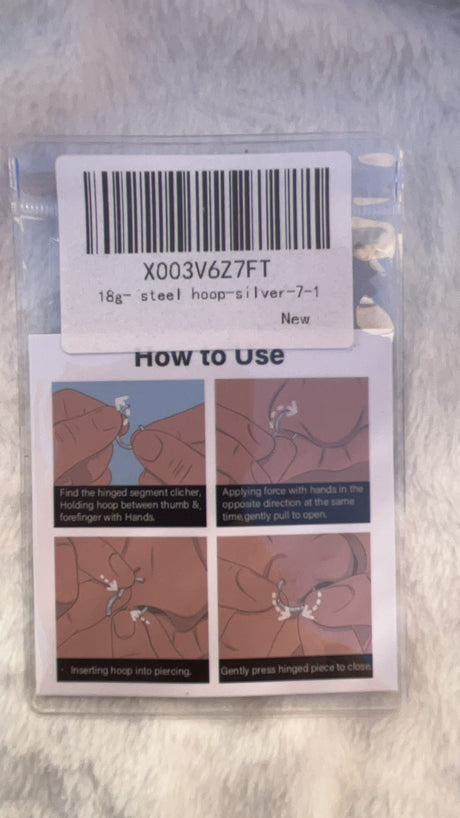 X003V6Z7FT
18g- steel hoop-silver-7-1
New
How to Use
Find the hinged segment clicher,
Holding hoop between thumb &,
forefinger with Hands.
Applying force with hands in the
opposite direction at the same
time,gently pull to open.
Inserting hoop into piercing.
Gently press hinged piece to close.